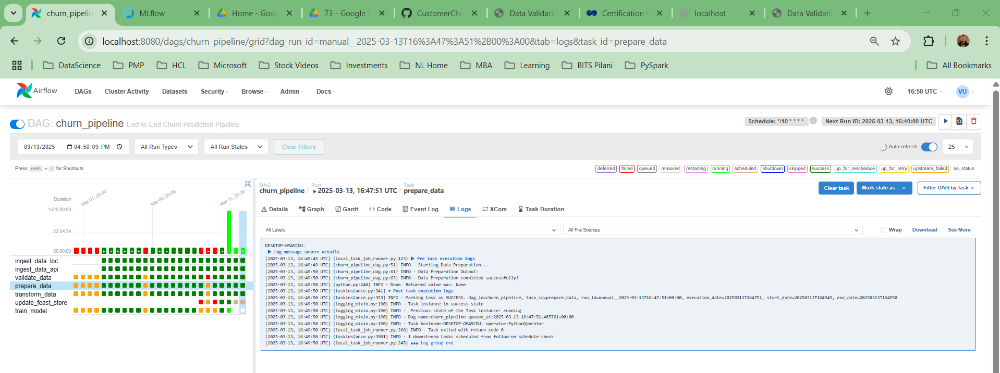 churn_pipelin
MLflow
Home - Goog
73 - Google D
CustomerChu
Data Validatio
Certification V
localhost
Data Validatio
localhost:8080/dags/churn_pipeline/grid?dag_run_id=manual__2025-03-13T16%3A47%3A51%2B00%3A00&tab=logs&task_id=prepare_data
DataScience PMP HCL Microsoft Stock Videos Investments NL Home MBA Learning BITS Pilani PySpark All Bookmarks
Airflow DAGs Cluster Activity Datasets Security Browse Admin Docs 16:50 UTC VU
DAG: churn_pipeline End-to-End Churn Prediction Pipeline Schedule: */10 * * * * Next Run ID: 2025-03-13, 16:40:00 UTC
03/13/2025 04:50:09 PM All Run Types All Run States Clear Filters Auto-refresh 25
Press shift + / for Shortcuts deferred failed queued removed restarting running scheduled shutdown skipped success up_for_reschedule up_for_retry upstream_failed no_status
Mar 01, 00:00 Mar 06, 00:00 Mar 11, 20:30
Duration
1d20:09:09
22:04:34
00:00:00
ingest_data_loc
ingest_data_api
validate_data
prepare_data
transform_data
update_feast_store
train_model
DAG Run Task
churn_pipeline / 2025-03-13, 16:47:51 UTC / prepare_data
Clear task Mark state as... Filter DAG by task
Details Graph Gantt Code Event Log Logs XCom Task Duration
All Levels All File Sources Wrap Download See More
DESKTOP-OMA5CDU.
▶ Log message source details
[2025-03-13, 16:49:49 UTC] {local_task_job_runner.py:123} ▶ Pre task execution logs
[2025-03-13, 16:49:49 UTC] {churn_pipeline_dag.py:51} INFO - Starting Data Preparation...
[2025-03-13, 16:49:50 UTC] {churn_pipeline_dag.py:61} INFO - Data Preparation Output:
[2025-03-13, 16:49:50 UTC] {churn_pipeline_dag.py:63} INFO - Data Preparation completed successfully!
[2025-03-13, 16:49:50 UTC] {python.py:240} INFO - Done. Returned value was: None
[2025-03-13, 16:49:50 UTC] {taskinstance.py:341} ▼ Post task execution logs
[2025-03-13, 16:49:50 UTC] {taskinstance.py:353} INFO - Marking task as SUCCESS. dag_id=churn_pipeline, task_id=prepare_data, run_id=manual__2025-03-13T16:47:51+00:00, execution_date=20250313T164751, start_date=20250313T164949, end_date=20250313T164950
[2025-03-13, 16:49:50 UTC] {logging_mixin.py:190} INFO - Task instance in success state
[2025-03-13, 16:49:50 UTC] {logging_mixin.py:190} INFO -  Previous state of the Task instance: running
[2025-03-13, 16:49:50 UTC] {logging_mixin.py:190} INFO - Dag name:churn_pipeline queued_at:2025-03-13 16:47:51.485761+00:00
[2025-03-13, 16:49:50 UTC] {logging_mixin.py:190} INFO - Task hostname:DESKTOP-OMA5CDU. operator:PythonOperator
[2025-03-13, 16:49:50 UTC] {local_task_job_runner.py:266} INFO - Task exited with return code 0
[2025-03-13, 16:49:50 UTC] {taskinstance.py:3901} INFO - 1 downstream tasks scheduled from follow-on schedule check
[2025-03-13, 16:49:50 UTC] {local_task_job_runner.py:245} ▲▲▲ Log group end